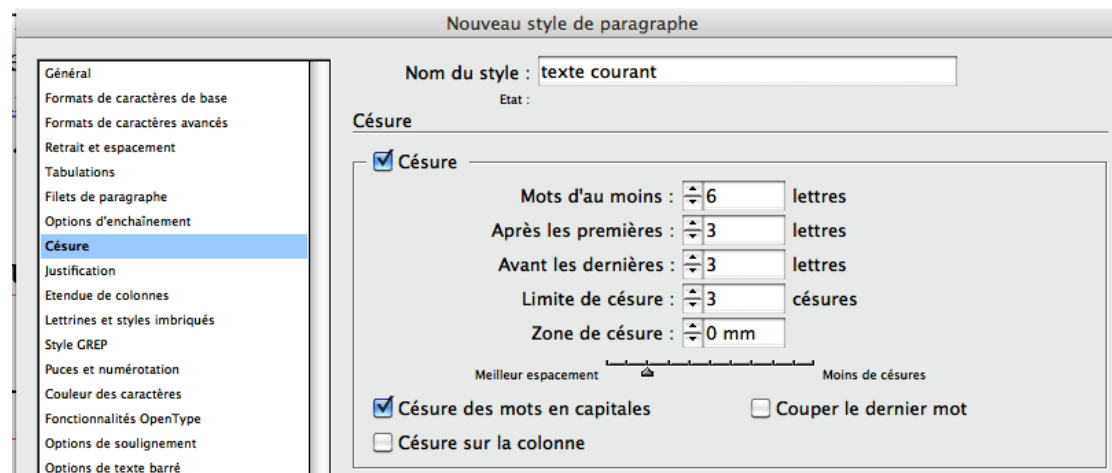 Nouveau style de paragraphe
Nom du style : texte courant
Etat :
Général
Formats de caractères de base
Formats de caractères avancés
Retrait et espacement
Tabulations
Filets de paragraphe
Options d'enchaînement
Césure
Justification
Etendue de colonnes
Lettrines et styles imbriqués
Style GREP
Puces et numérotation
Couleur des caractères
Fonctionnalités OpenType
Options de soulignement
Options de texte barré
Césure
Césure
Mots d'au moins : 6 lettres
Après les premières : 3 lettres
Avant les dernières : 3 lettres
Limite de césure : 3 césures
Zone de césure : 0 mm
Meilleur espacement Moins de césures
Césure des mots en capitales Couper le dernier mot
Césure sur la colonne